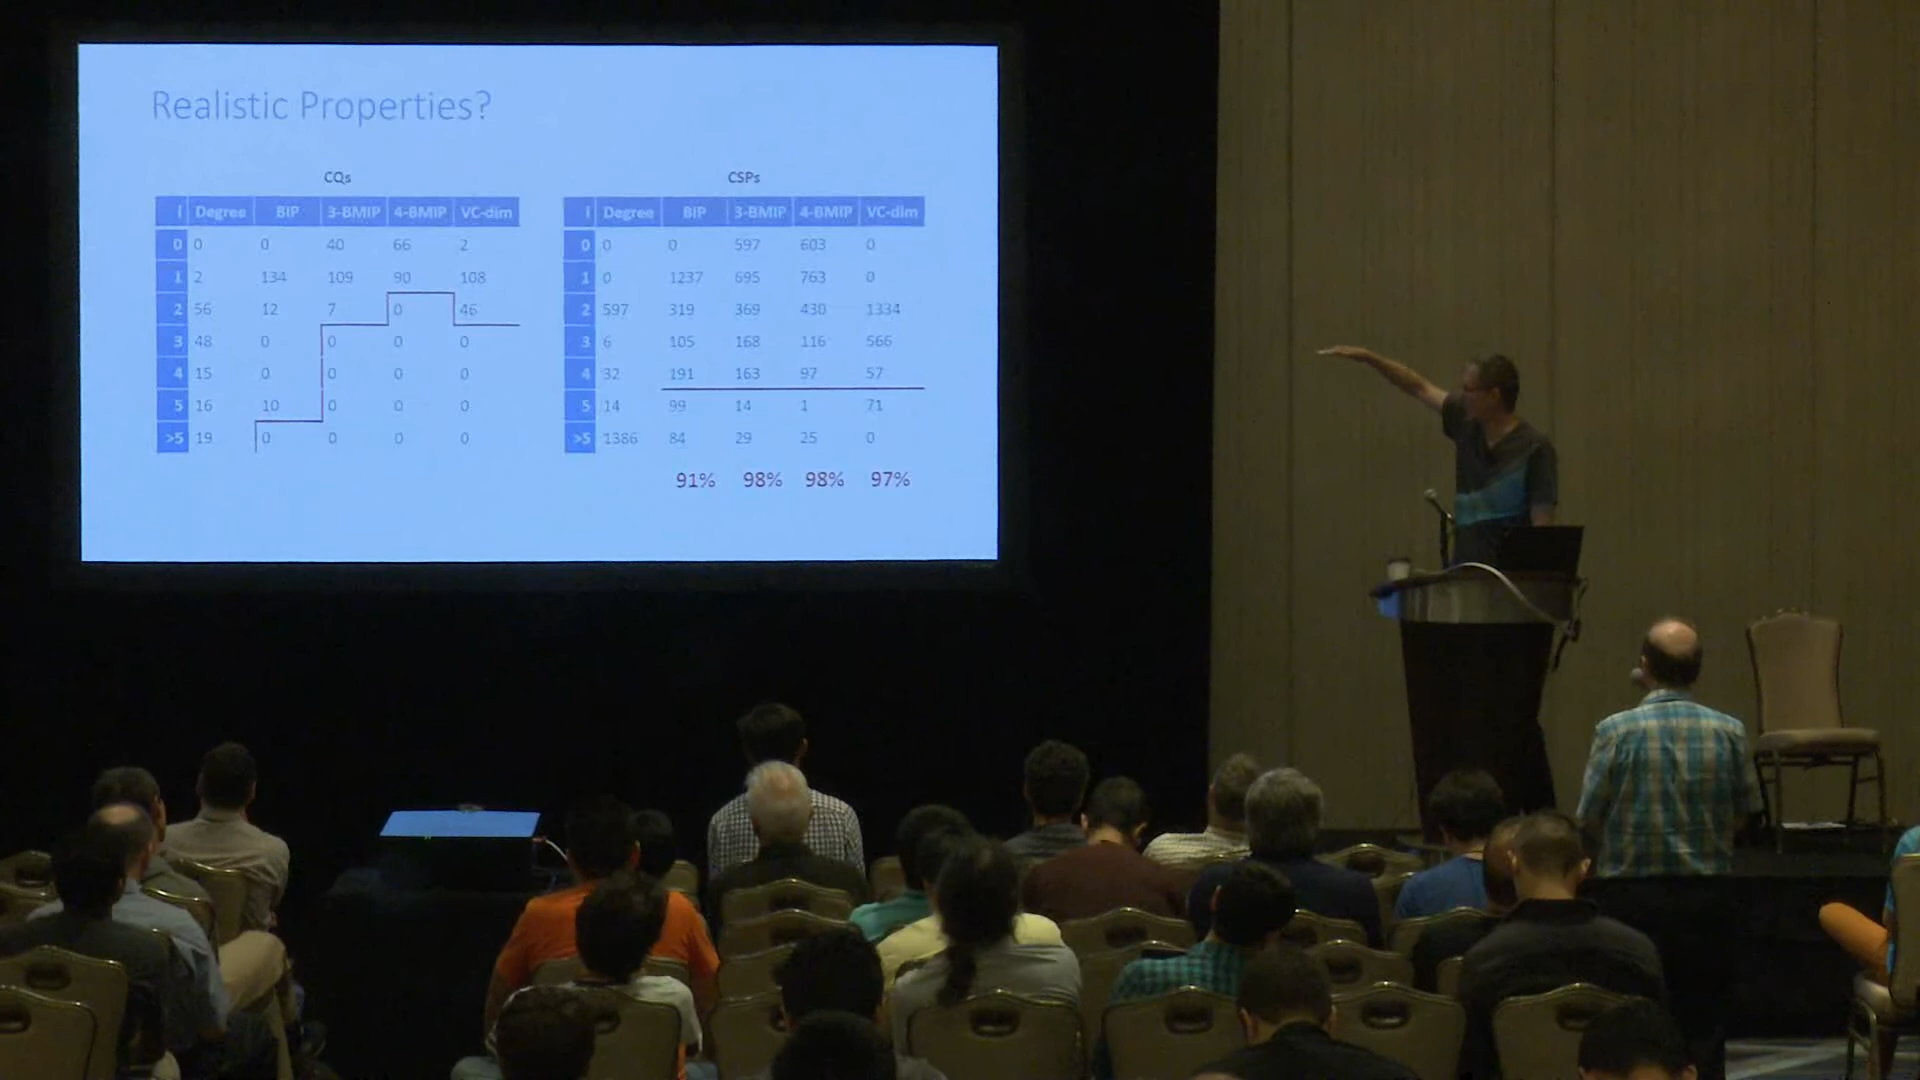 Realistic Properties?
CQs
i Degree BIP 3-BMIP 4-BMIP VC-dim
0 0 0 40 66 2
1 2 134 109 90 108
2 56 12 7 0 46
3 48 0 0 0 0
4 15 0 0 0 0
5 16 10 0 0 0
>5 19 0 0 0 0
CSPs
i Degree BIP 3-BMIP 4-BMIP VC-dim
0 0 0 597 603 0
1 0 1237 695 763 0
2 597 319 369 430 1334
3 6 105 168 116 566
4 32 191 163 97 57
5 14 99 14 1 71
>5 1386 84 29 25 0
91% 98% 98% 97%